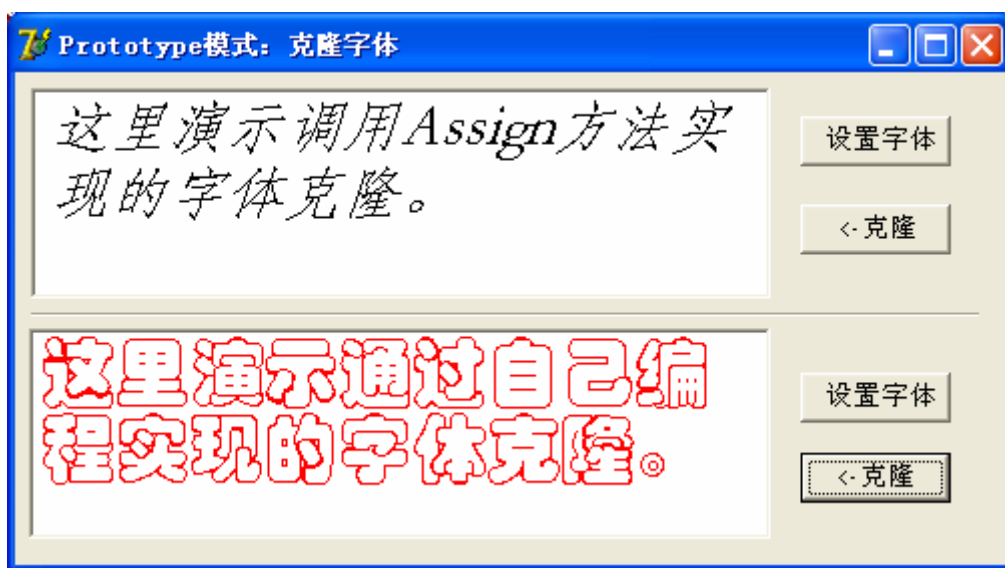 Prototype模式：克隆字体
这里演示调用Assign方法实
现的字体克隆。
设置字体
<-克隆
这里演示通过自己编
程实现的字体克隆。
设置字体
<-克隆